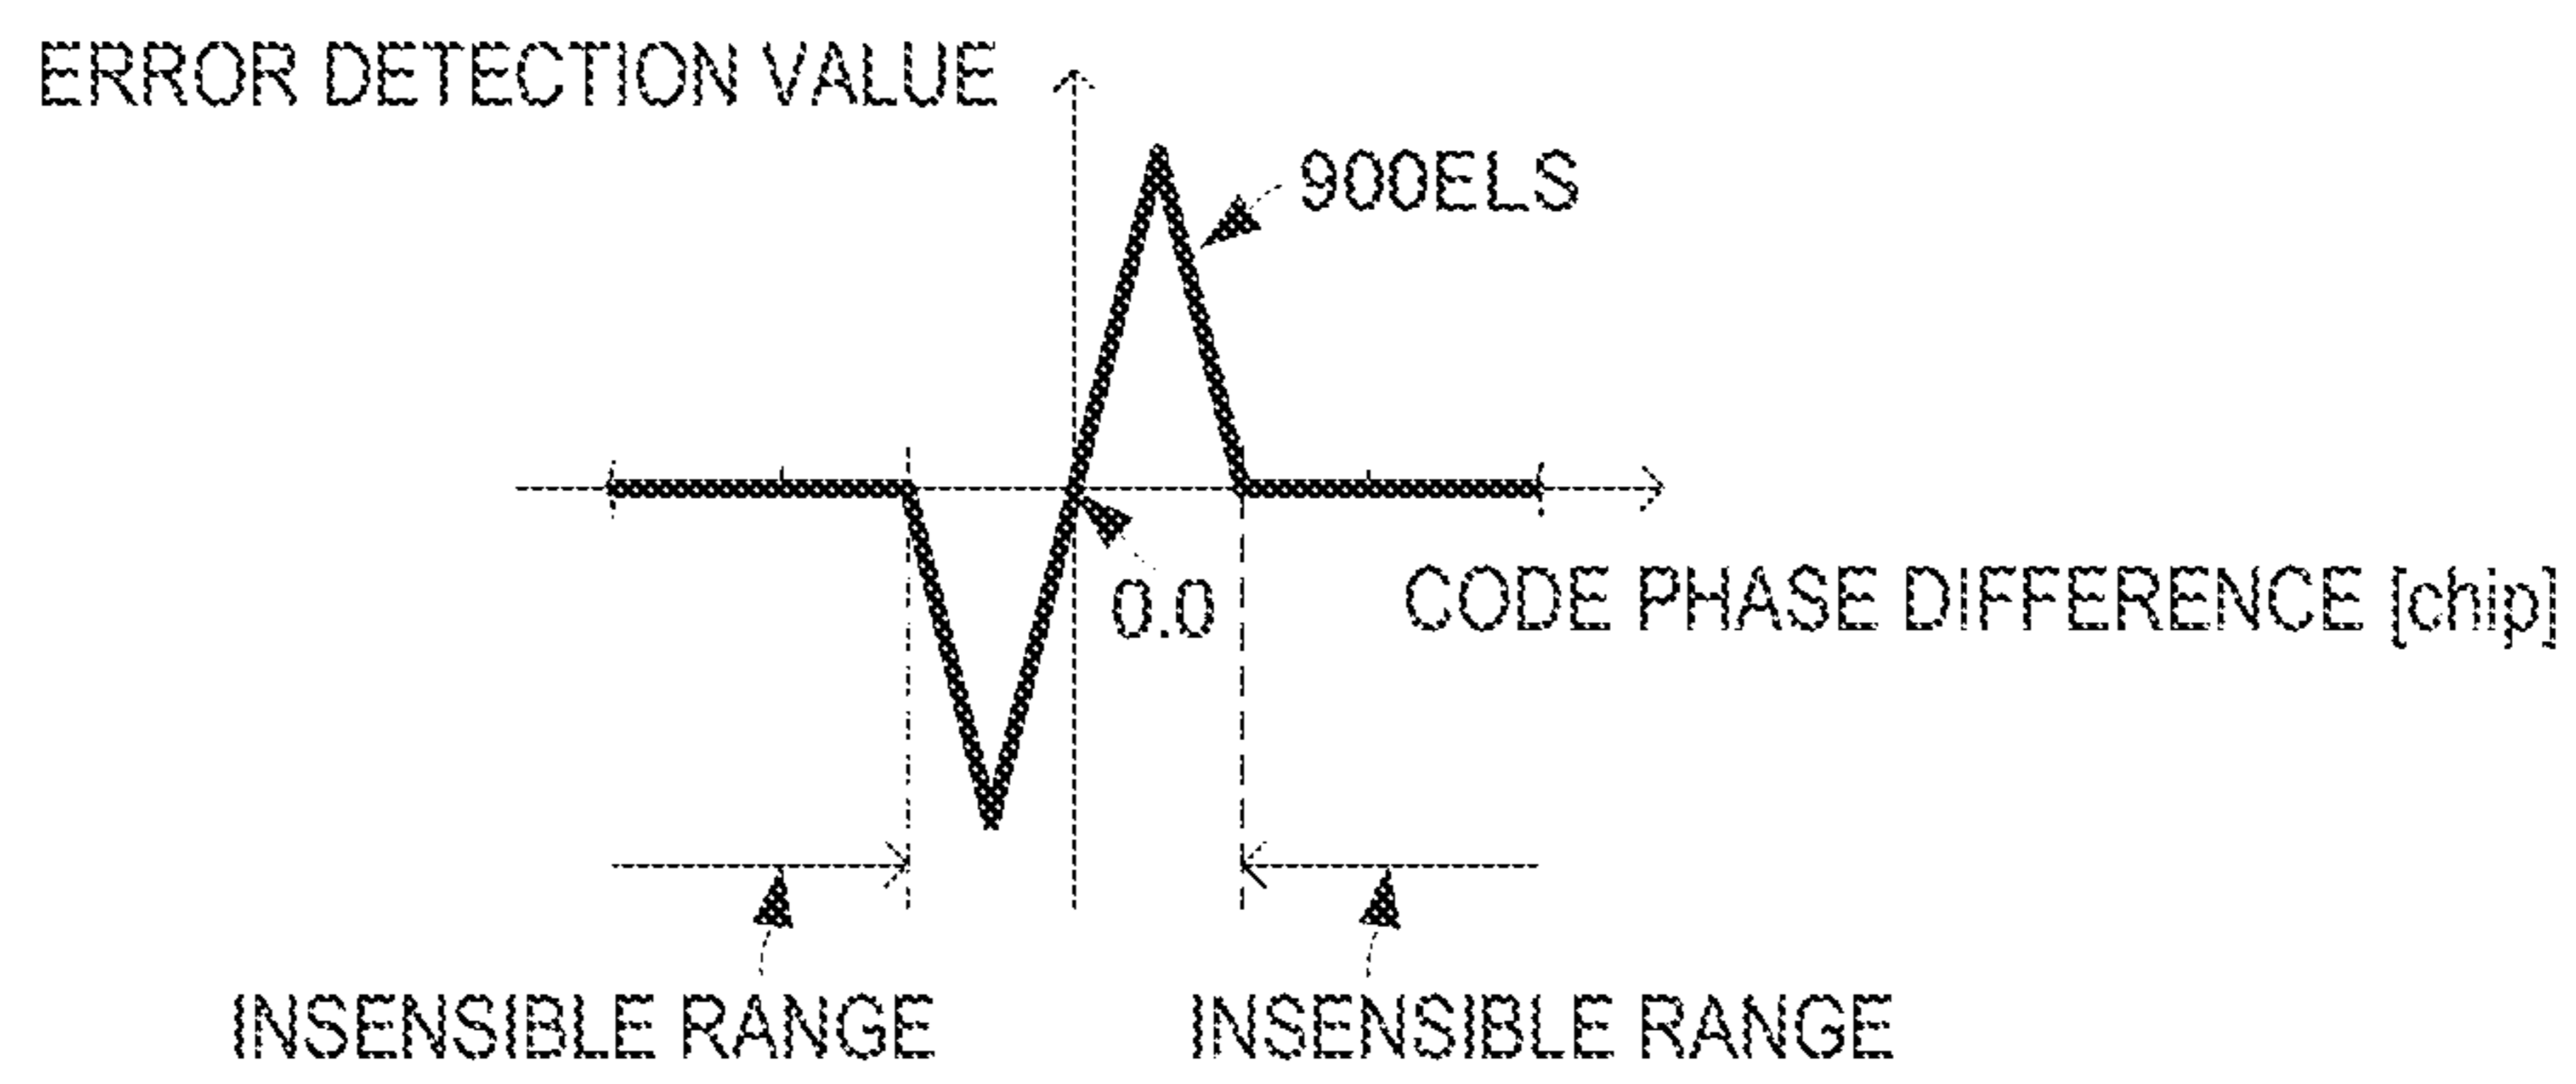 ERROR DETECTION VALUE
900ELS
0.0
CODE PHASE DIFFERENCE [chip]
INSENSIBLE RANGE
INSENSIBLE RANGE